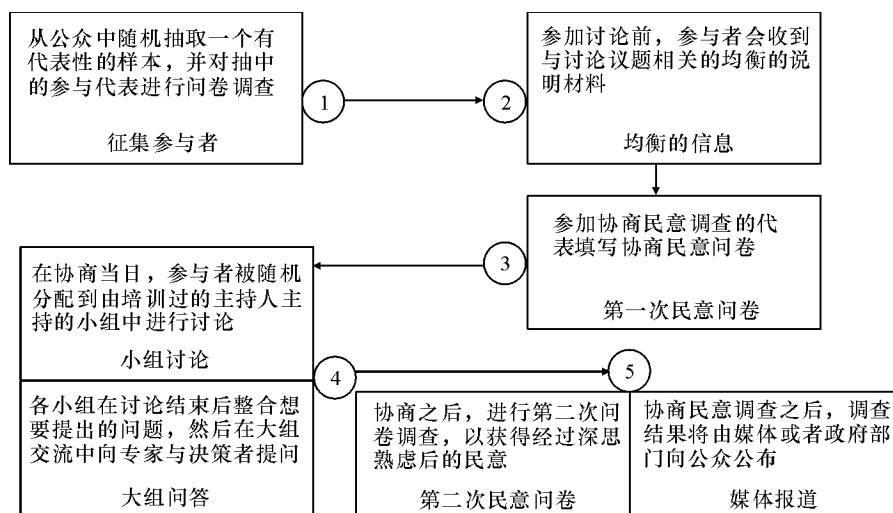 从公众中随机抽取一个有
代表性的样本，并对抽中
的参与代表进行问卷调查
征集参与者
①
②
参加讨论前，参与者会收到
与讨论议题相关的均衡的说
明材料
均衡的信息
参加协商民意调查的代
表填写协商民意问卷
第一次民意问卷
③
在协商当日，参与者被随机
分配到由培训过的主持人主
持的小组中进行讨论
小组讨论
④
各小组在讨论结束后整合想
要提出的问题，然后在大组
交流中向专家与决策者提问
大组问答
⑤
协商之后，进行第二次问
卷调查，以获得经过深思
熟虑后的民意
第二次民意问卷
协商民意调查之后，调查
结果将由媒体或者政府部
门向公众公布
媒体报道